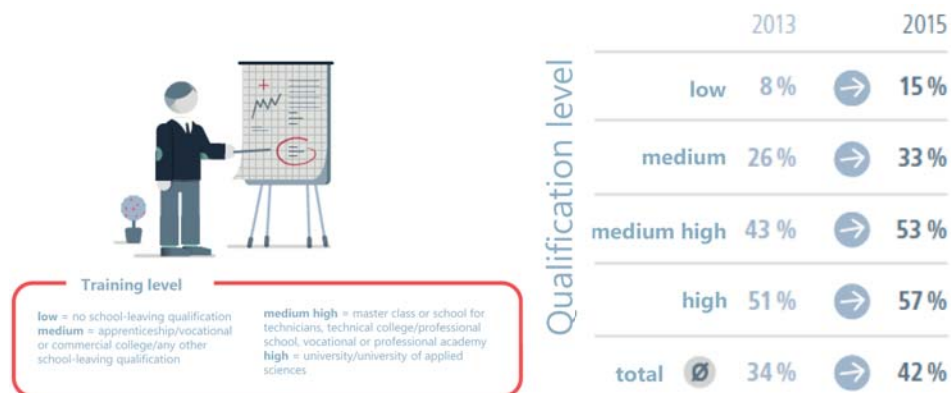 Training level
low = no school-leaving qualification
medium = apprenticeship/vocational
or commercial college/any other
school-leaving qualification
medium high = master class or school for
technicians, technical college/professional
school, vocational or professional academy
high = university/university of applied
sciences
Qualification level
2013 2015
low 8 % 15 %
medium 26 % 33 %
medium high 43 % 53 %
high 51 % 57 %
total Ø 34 % 42 %